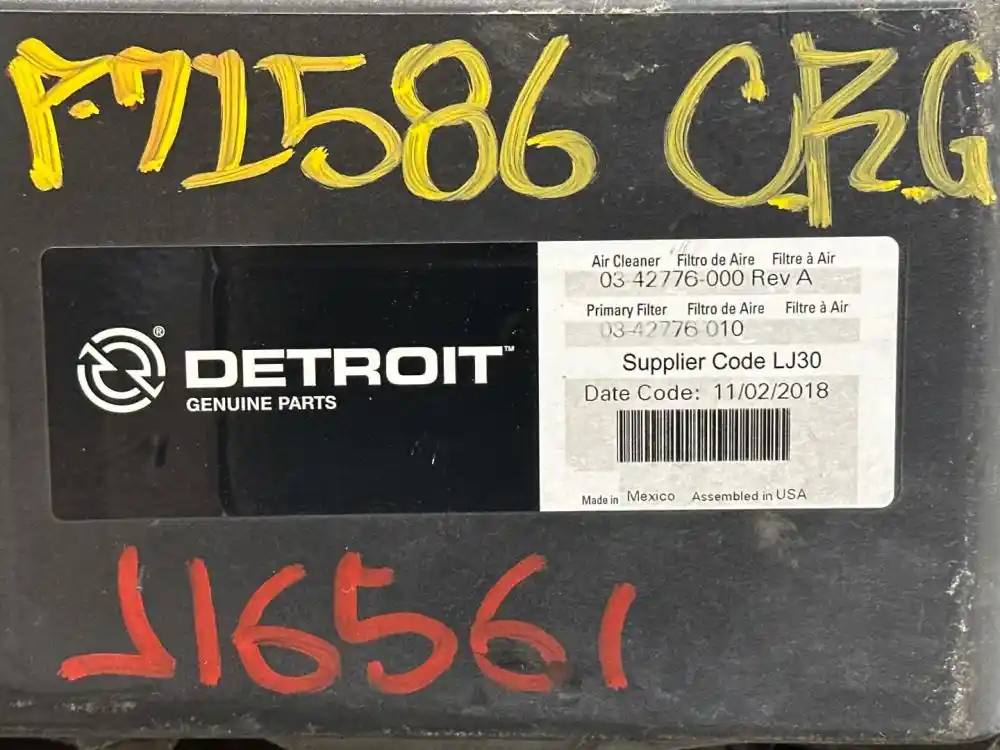 F71586 CRG
Air Cleaner Filtro de Aire Filtre à Air
03-42776-000 Rev A
Primary Filter Filtro de Aire Filtre à Air
03-42776-010
Supplier Code LJ30
Date Code: 11/02/2018
Made in Mexico Assembled in USA
® DETROIT™
GENUINE PARTS
J16561